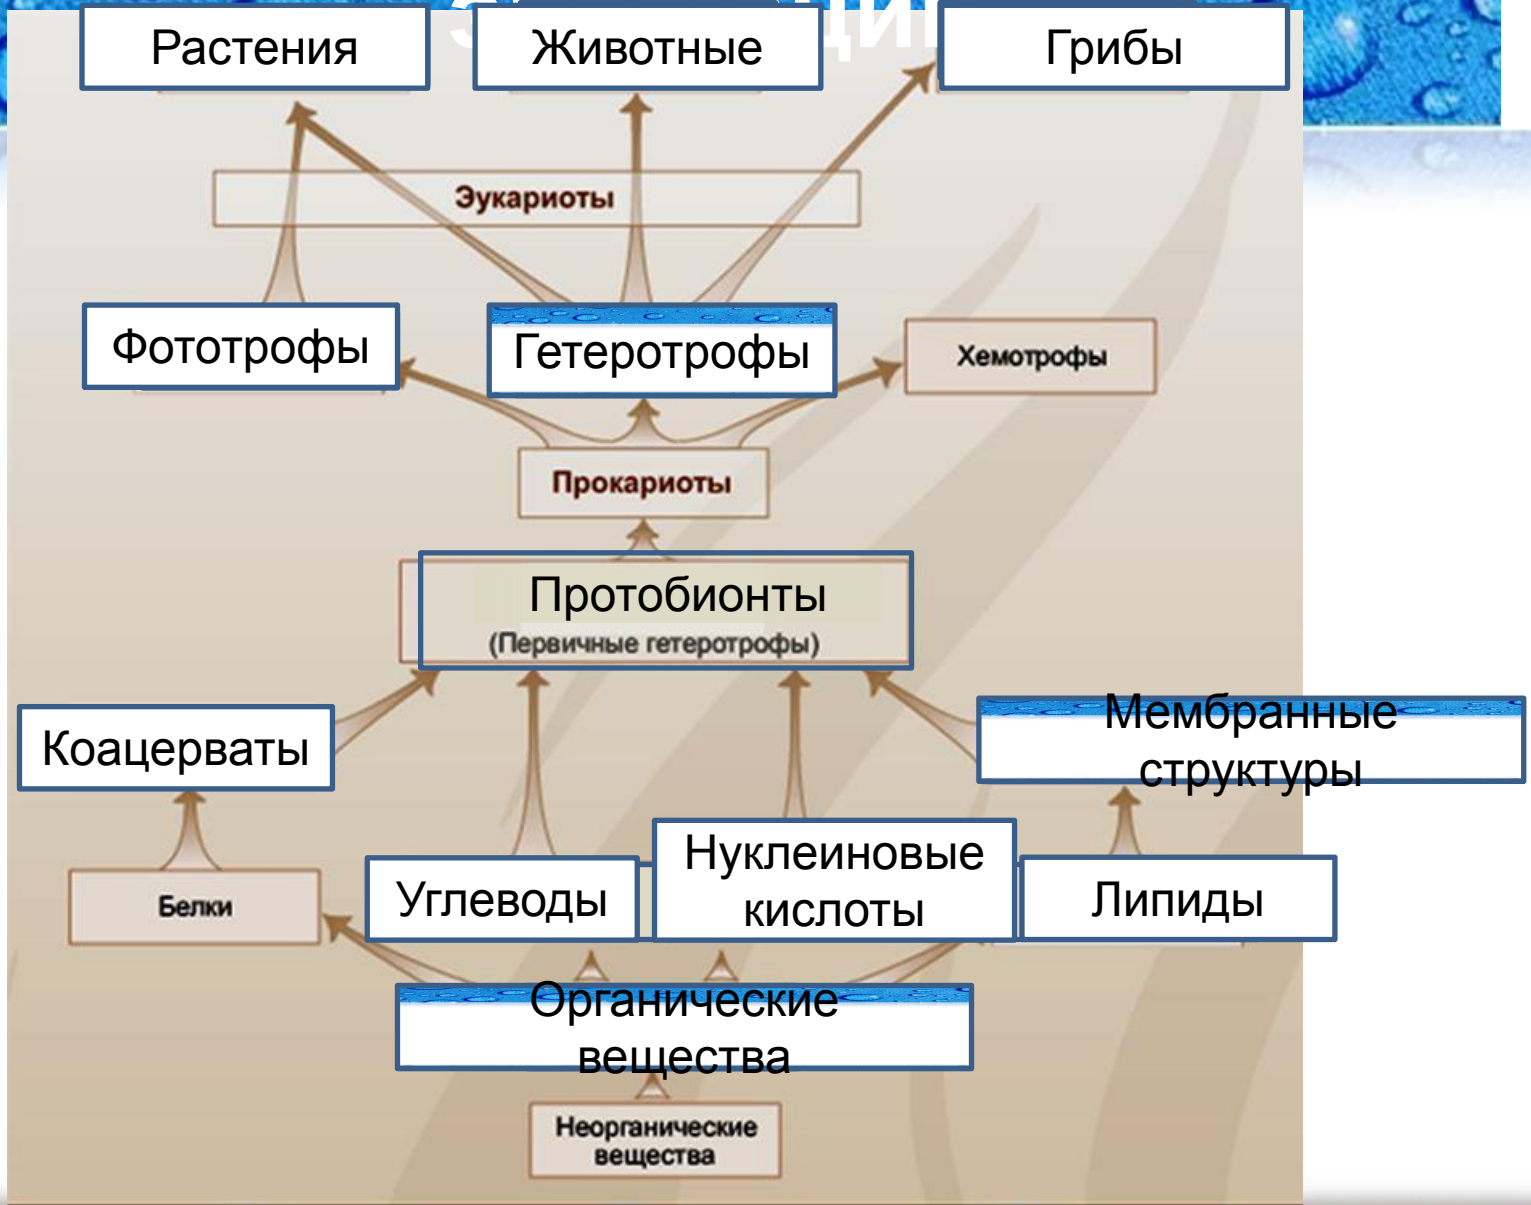 Растения
Животные
Грибы
Эукариоты
Фототрофы
Гетеротрофы
Хемотрофы
Прокариоты
Протобионты
(Первичные гетеротрофы)
Коацерваты
Мембранные
структуры
Белки
Углеводы
Нуклеиновые
кислоты
Липиды
Органические
вещества
Неорганические
вещества